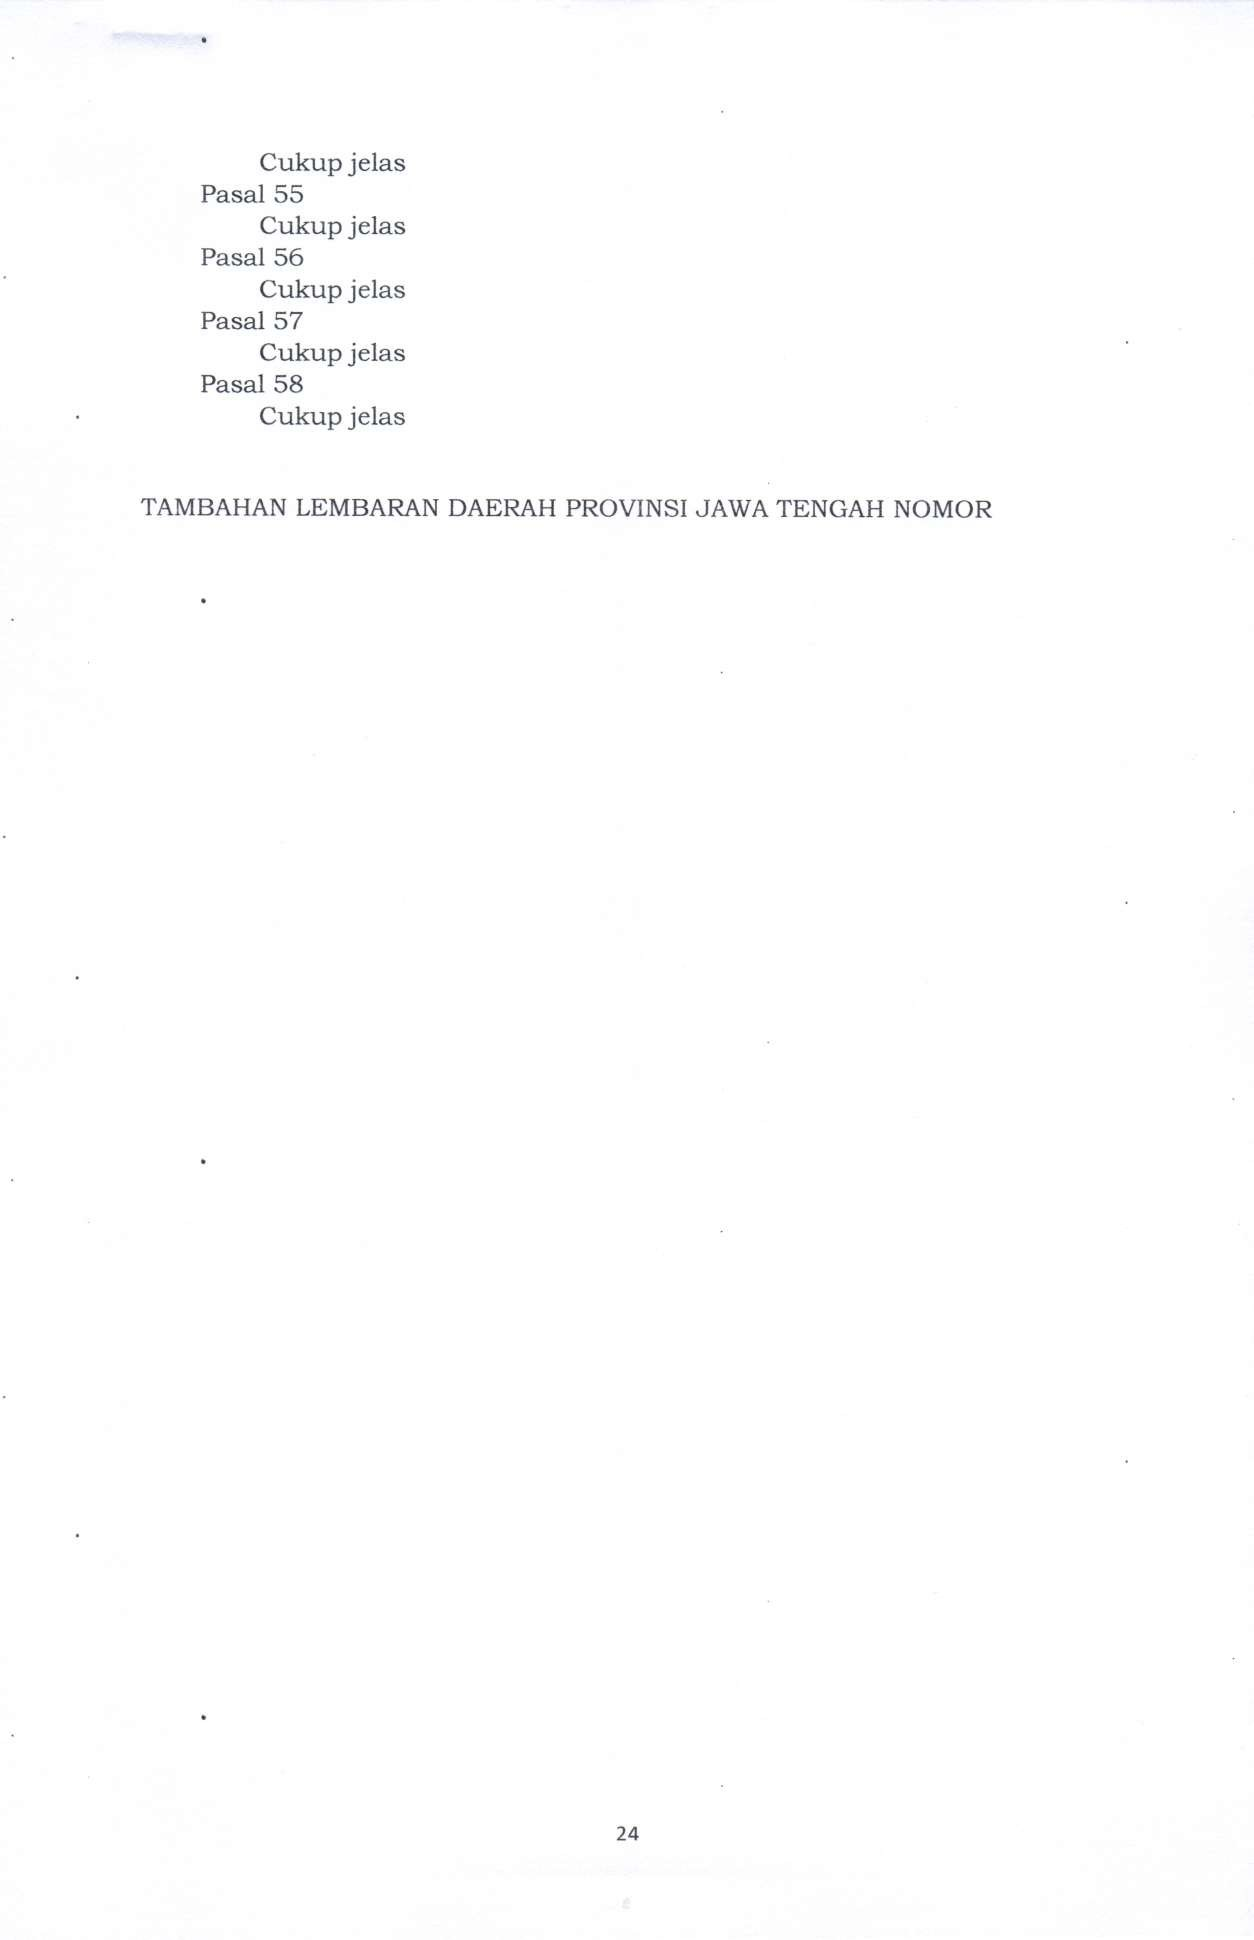 Cukup jelas
Pasal 55
Cukup jelas
Pasal 56
Cukup jelas
Pasal 57
Cukup jelas
Pasal 58
Cukup jelas
TAMBAHAN LEMBARAN DAERAH PROVINSI JAWA TENGAH NOMOR
24